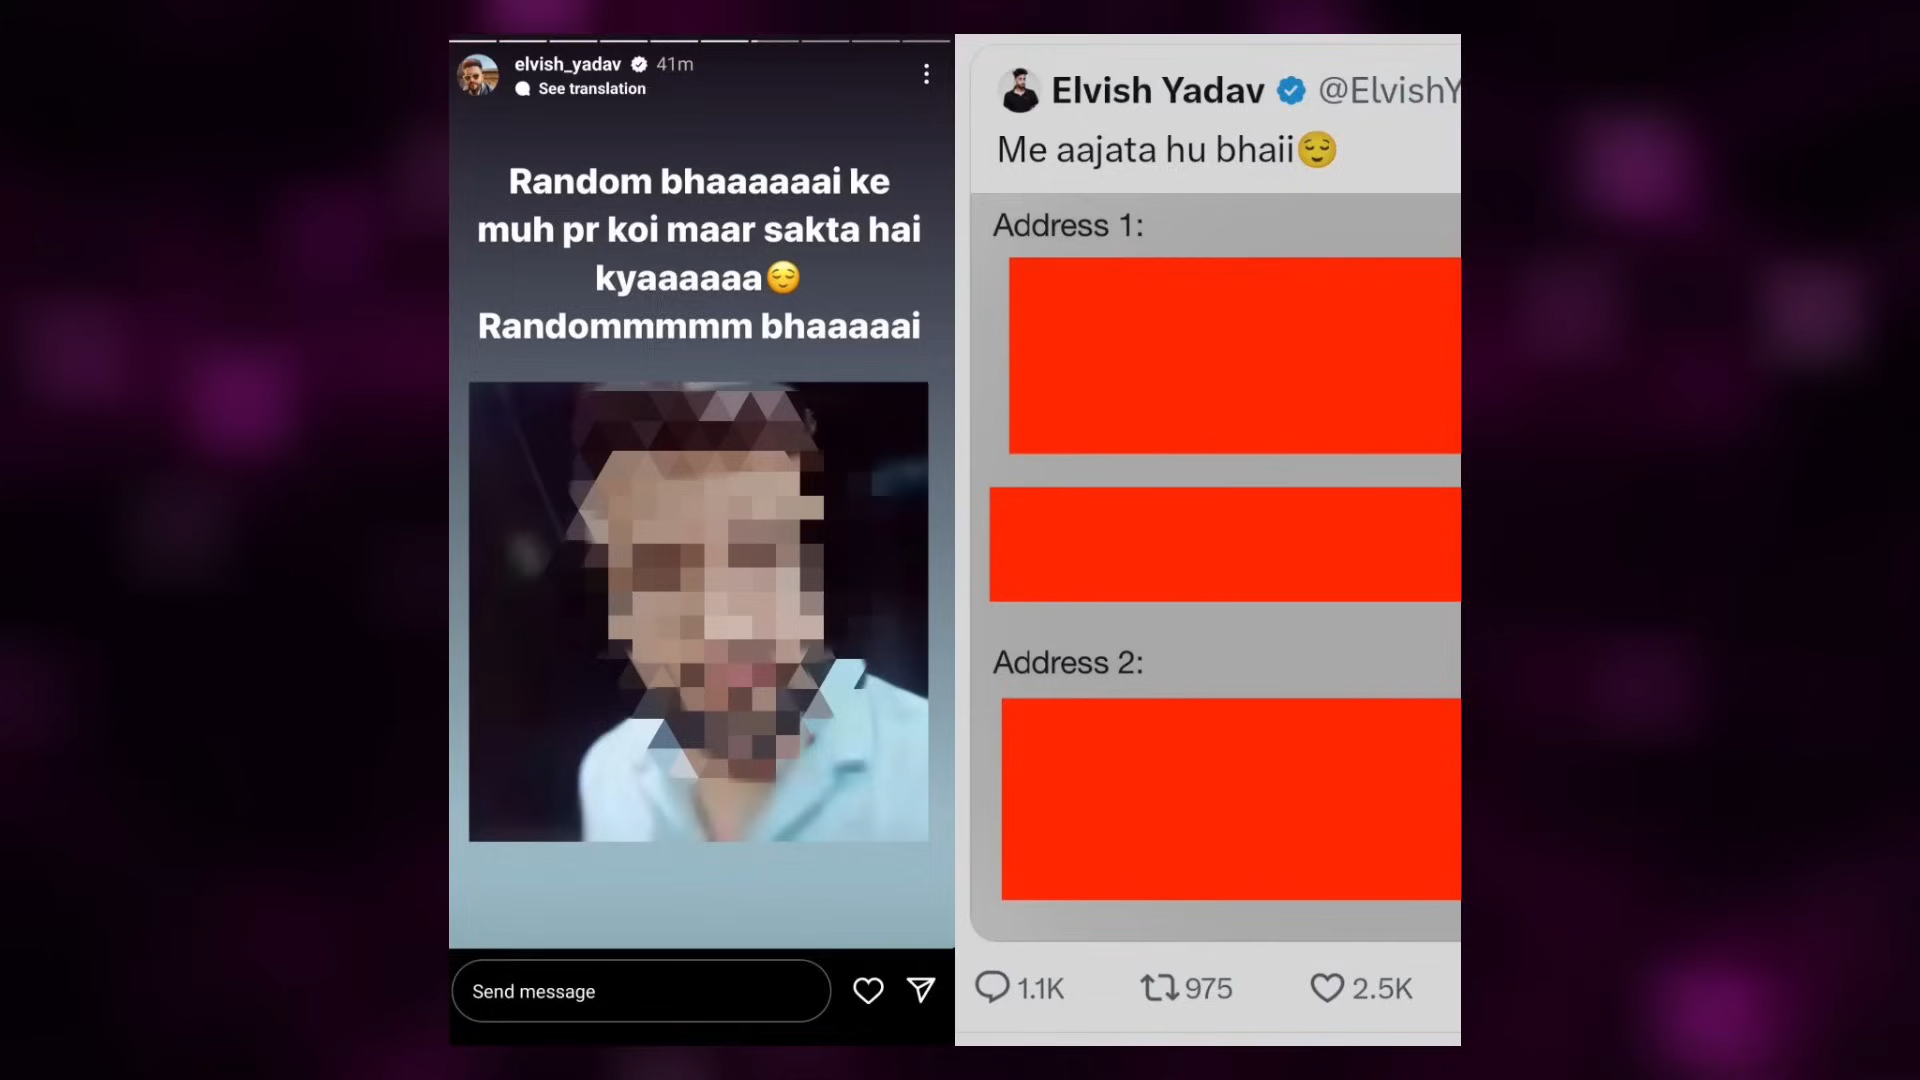 elvish_yadav 41m
See translation
Random bhaaaaaai ke
muh pr koi maar sakta hai
kyaaaaaa😌
Randommmmm bhaaaaai
Send message
Elvish Yadav @ElvishY
Me aajata hu bhaii😌
Address 1:
Address 2:
1.1K 975 2.5K